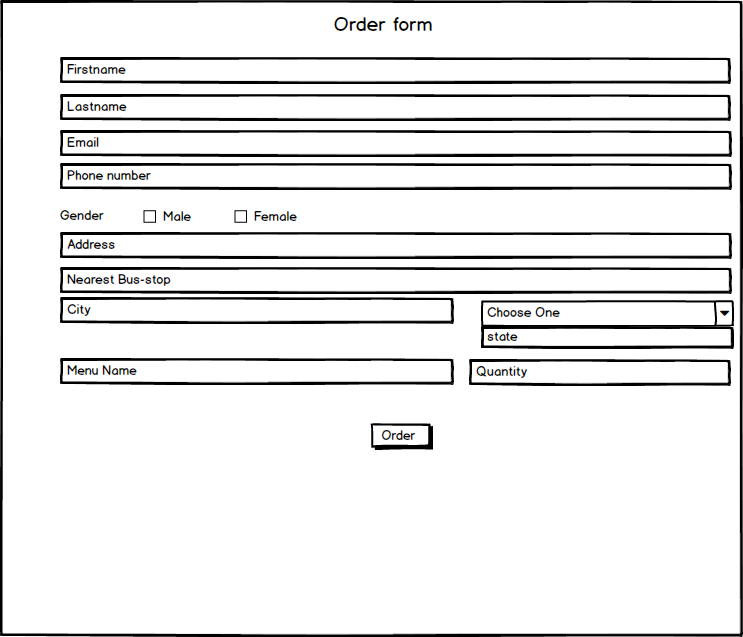 Order form
Firstname
Lastname
Email
Phone number
Gender Male Female
Address
Nearest Bus-stop
City Choose One
state
Menu Name Quantity
Order